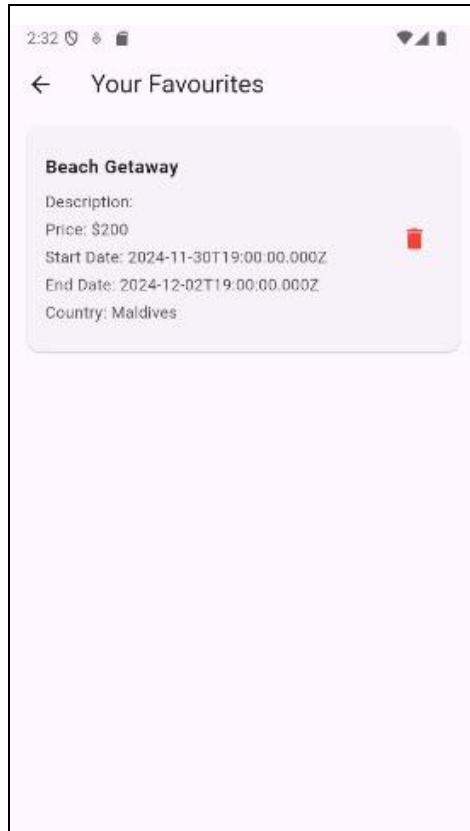 2:32
Your Favourites
Beach Getaway
Description:
Price: $200
Start Date: 2024-11-30T19:00:00.000Z
End Date: 2024-12-02T19:00:00.000Z
Country: Maldives